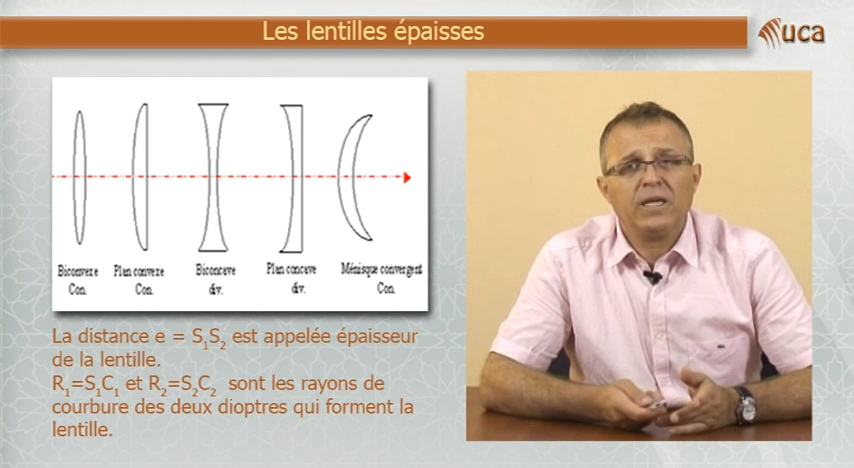 Les lentilles épaisses
uca
Biconvexe Plan convexe Biconcave Plan concave Ménisque convergent
Con. Con. div. div. Con.
La distance e = S₁S₂ est appelée épaisseur
de la lentille.
R₁=S₁C₁ et R₂=S₂C₂ sont les rayons de
courbure des deux dioptres qui forment la
lentille.